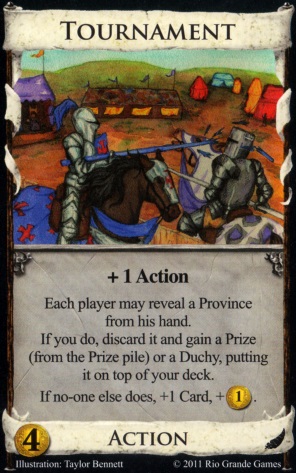 TOURNAMENT
+ 1 Action
Each player may reveal a Province
from his hand.
If you do, discard it and gain a Prize
(from the Prize pile) or a Duchy, putting
it on top of your deck.
If no-one else does, +1 Card, + 1 .
4
ACTION
Illustration: Taylor Bennett © 2011 Rio Grande Games